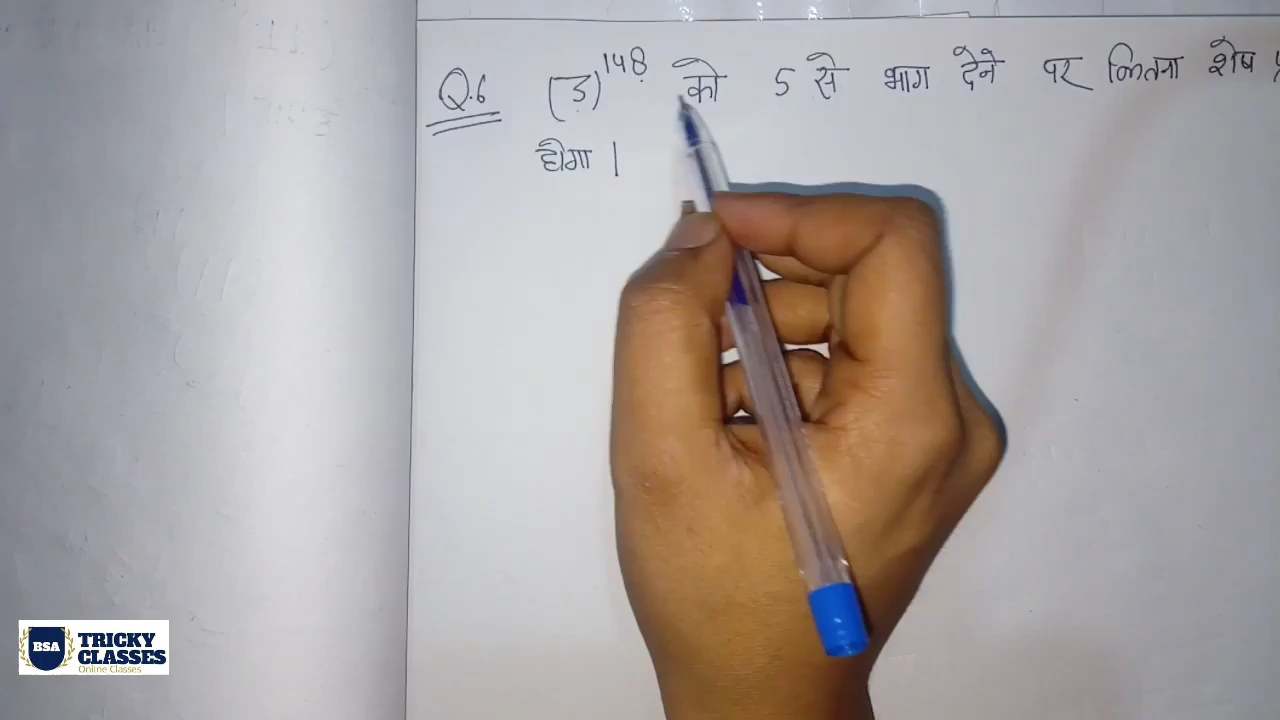 Q.6 (3)¹⁴⁸ को 5 से भाग देने पर कितना शेष
होगा |
BSA TRICKY
CLASSES
Online Classes